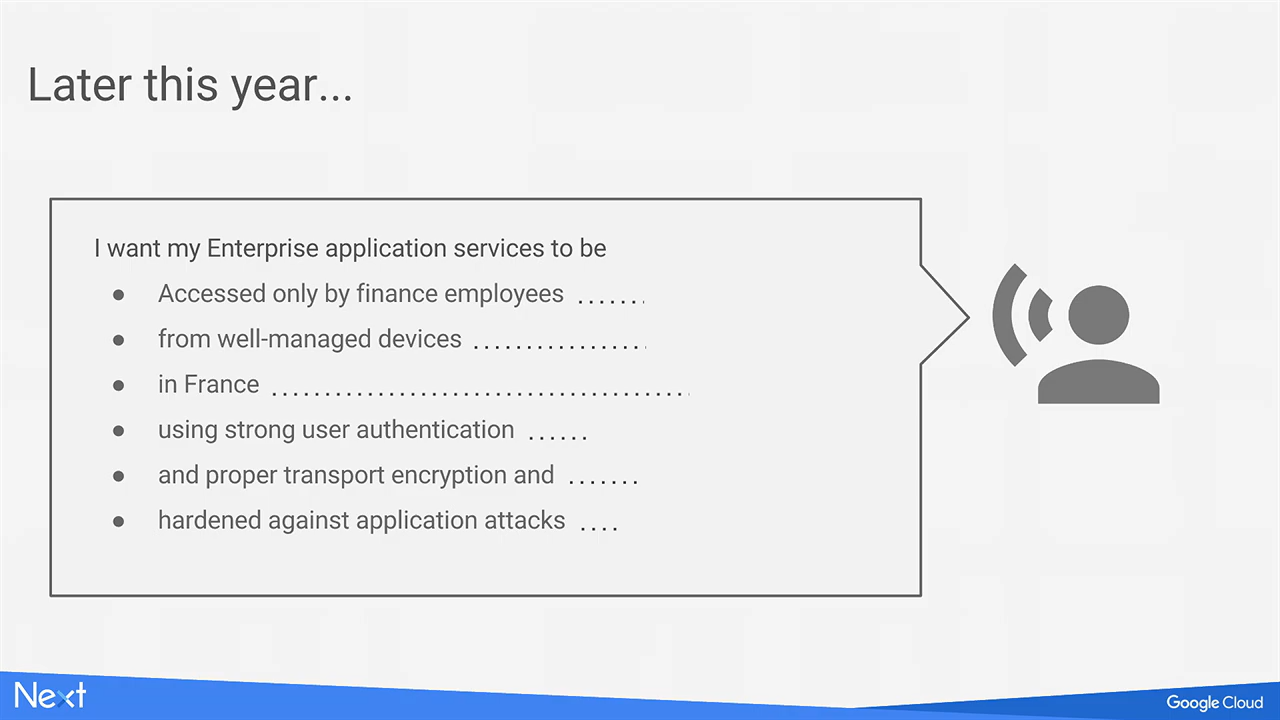 Later this year...
I want my Enterprise application services to be
● Accessed only by finance employees .......
● from well-managed devices .................
● in France .........................................
● using strong user authentication ......
● and proper transport encryption and .......
● hardened against application attacks ....
Next
Google Cloud